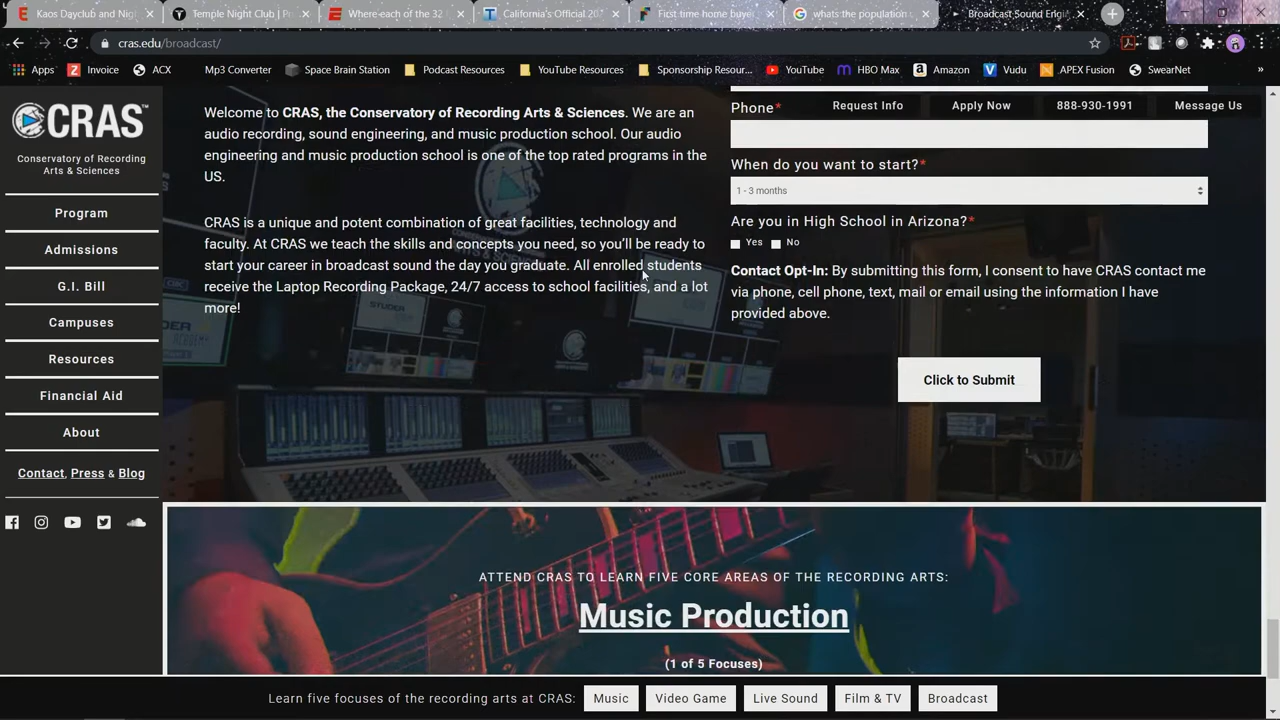 Kaos Dayclub and Nig
Temple Night Club | Pr
Where-each of the 32
California's Official 20
First time home buyer
whats the population
Broadcast Sound Engi
cras.edu/broadcast/
Apps
Invoice
ACX
Mp3 Converter
Space Brain Station
Podcast Resources
YouTube Resources
Sponsorship Resour...
YouTube
HBO Max
Amazon
Vudu
APEX Fusion
SwearNet
»
CRAS™
Conservatory of Recording
Arts & Sciences
Program
Admissions
G.I. Bill
Campuses
Resources
Financial Aid
About
Contact, Press & Blog
Request Info
Apply Now
888-930-1991
Message Us
Welcome to CRAS, the Conservatory of Recording Arts & Sciences. We are an
audio recording, sound engineering, and music production school. Our audio
engineering and music production school is one of the top rated programs in the
US.
CRAS is a unique and potent combination of great facilities, technology and
faculty. At CRAS we teach the skills and concepts you need, so you'll be ready to
start your career in broadcast sound the day you graduate. All enrolled students
receive the Laptop Recording Package, 24/7 access to school facilities, and a lot
more!
Phone*
When do you want to start?*
1 - 3 months
Are you in High School in Arizona?*
Yes No
Contact Opt-In: By submitting this form, I consent to have CRAS contact me
via phone, cell phone, text, mail or email using the information I have
provided above.
Click to Submit
STUDER
ATTEND CRAS TO LEARN FIVE CORE AREAS OF THE RECORDING ARTS:
Music Production
(1 of 5 Focuses)
Learn five focuses of the recording arts at CRAS:
Music
Video Game
Live Sound
Film & TV
Broadcast